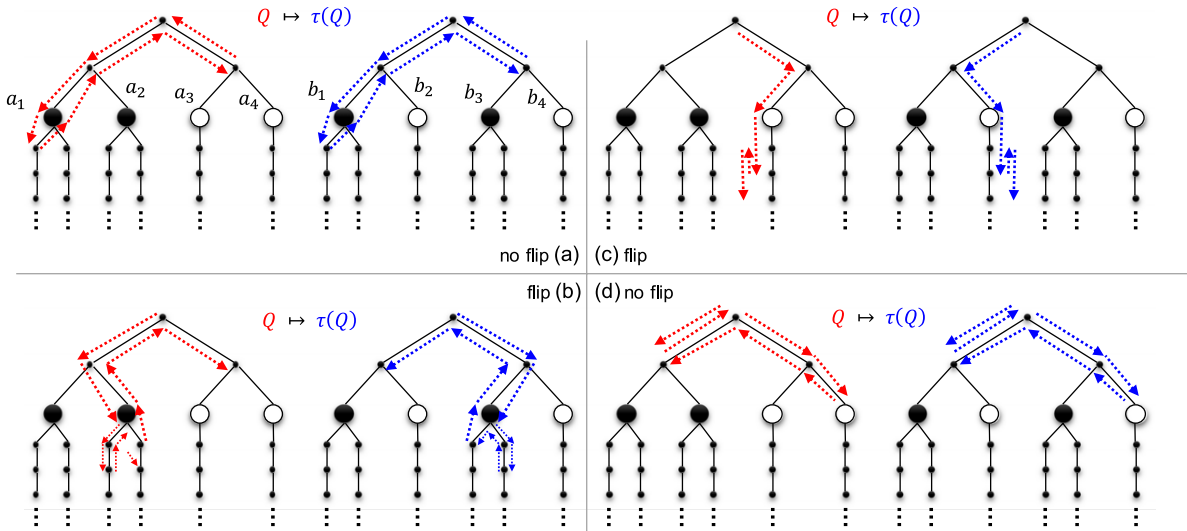 Q ↦ τ(Q)
a₁ a₂ a₃ a₄
b₁ b₂ b₃ b₄
no flip (a)
Q ↦ τ(Q)
(c) flip
Q ↦ τ(Q)
flip (b)
Q ↦ τ(Q)
(d) no flip